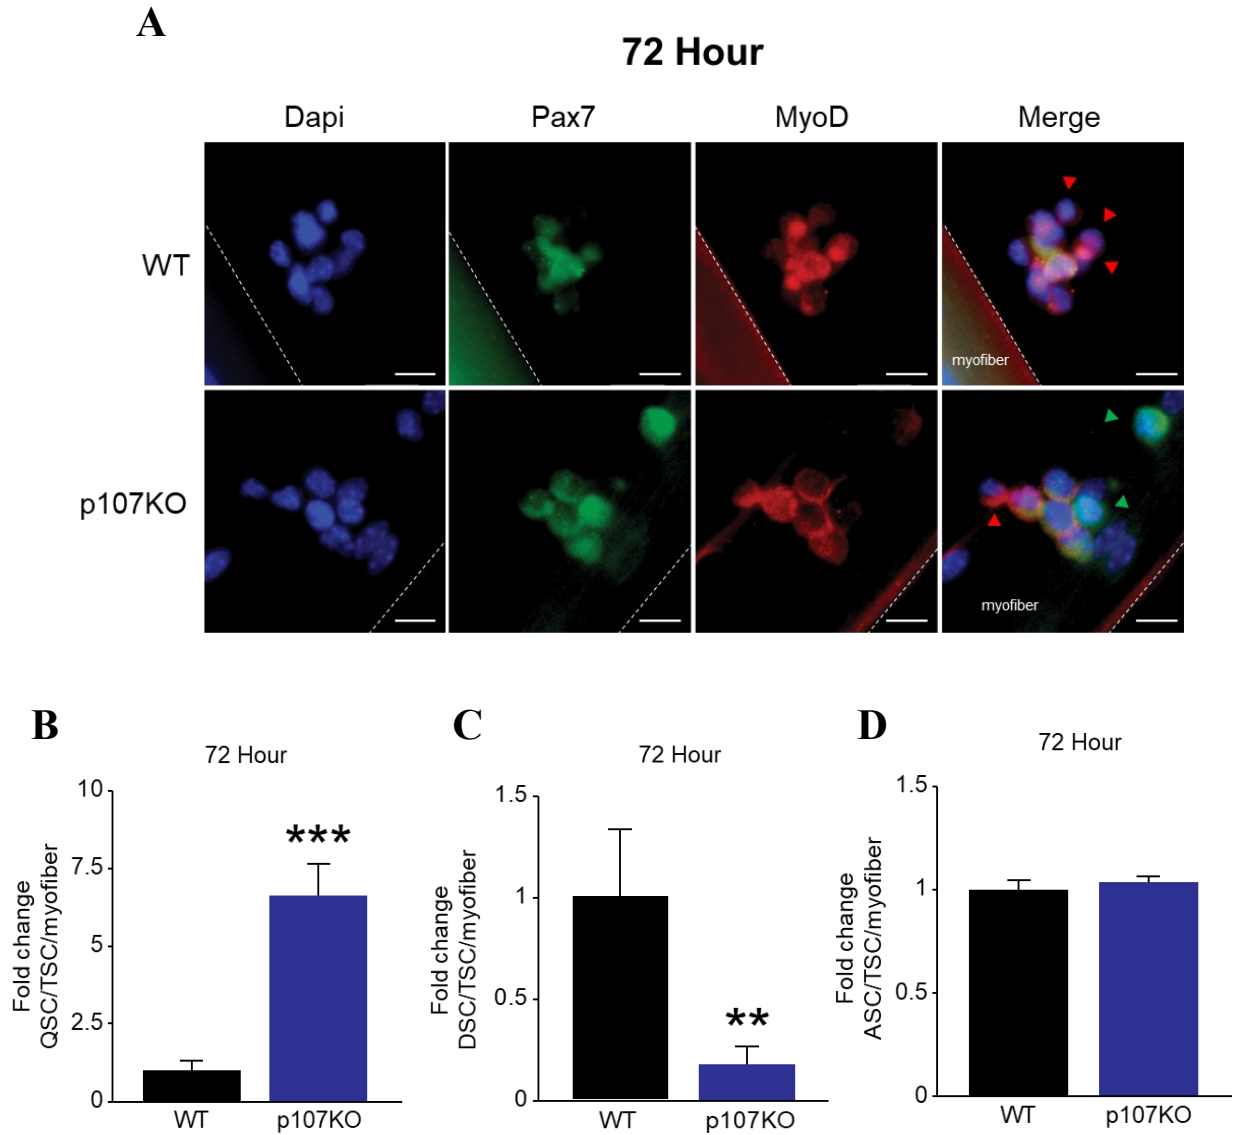 A
72 Hour
Dapi
Pax7
MyoD
Merge
WT
myofiber
p107KO
myofiber
B
72 Hour
Fold change
QSC/TSC/myofiber
10
7.5
5
2.5
0
***
WT
p107KO
C
72 Hour
Fold change
DSC/TSC/myofiber
1.5
1
0.5
0
**
WT
p107KO
D
72 Hour
Fold change
ASC/TSC/myofiber
1.5
1
0.5
0
WT
p107KO